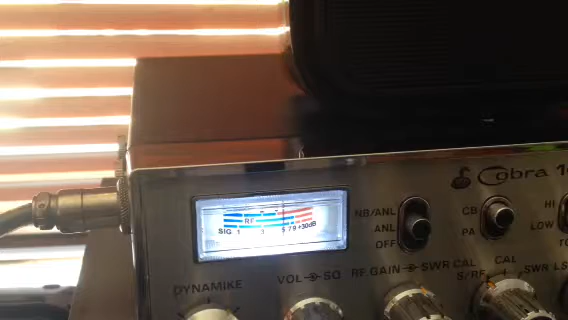 Cobra
RF
SIG 1 3 5 7 9 +30dB
NB/ANL
ANL
OFF
CB
PA
HI
LOW
DYNAMIKE
VOL SQ
RF GAIN SWR CAL
S/RF
CAL
SWR